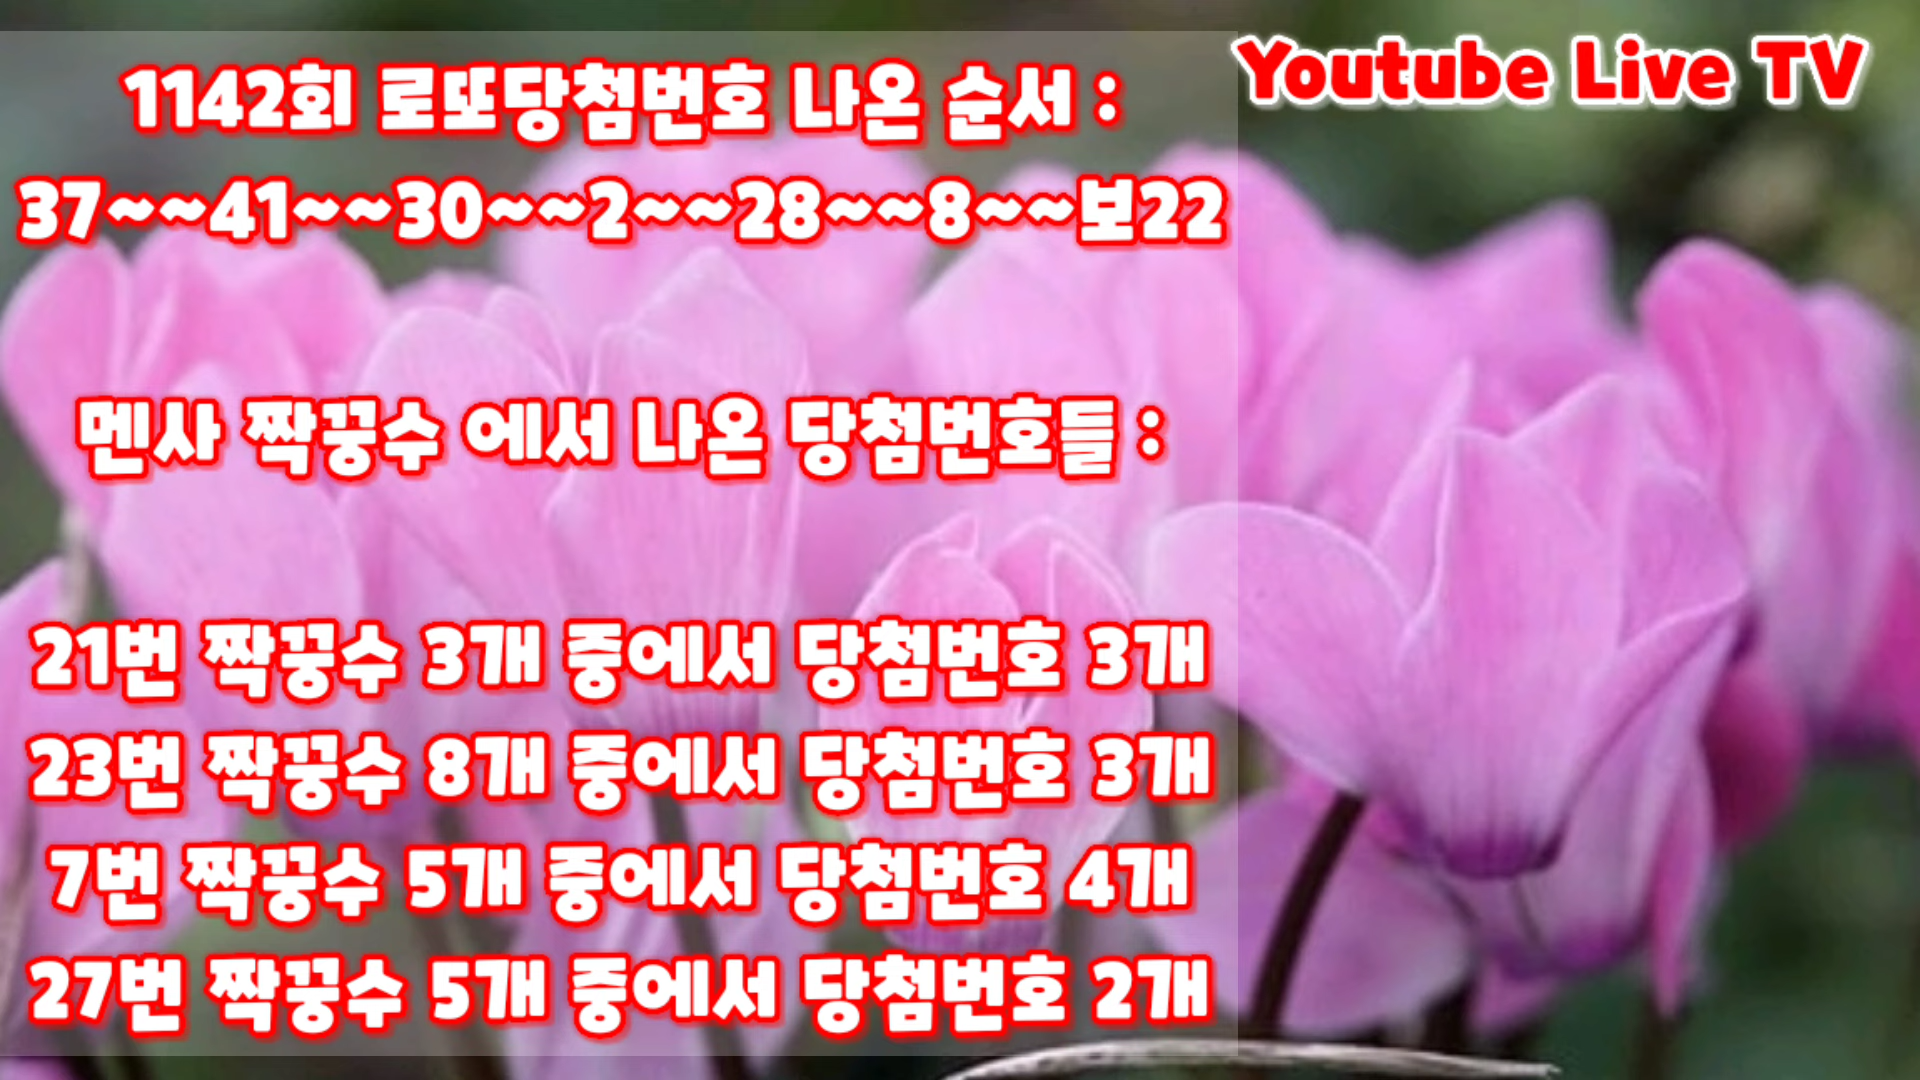 Youtube Live TV
1142회 로또당첨번호 나온 순서 :
37~~41~~30~~2~~28~~8~~보22
멘사 짝꿍수 에서 나온 당첨번호들 :
21번 짝꿍수 3개 중에서 당첨번호 3개
23번 짝꿍수 8개 중에서 당첨번호 3개
7번 짝꿍수 5개 중에서 당첨번호 4개
27번 짝꿍수 5개 중에서 당첨번호 2개